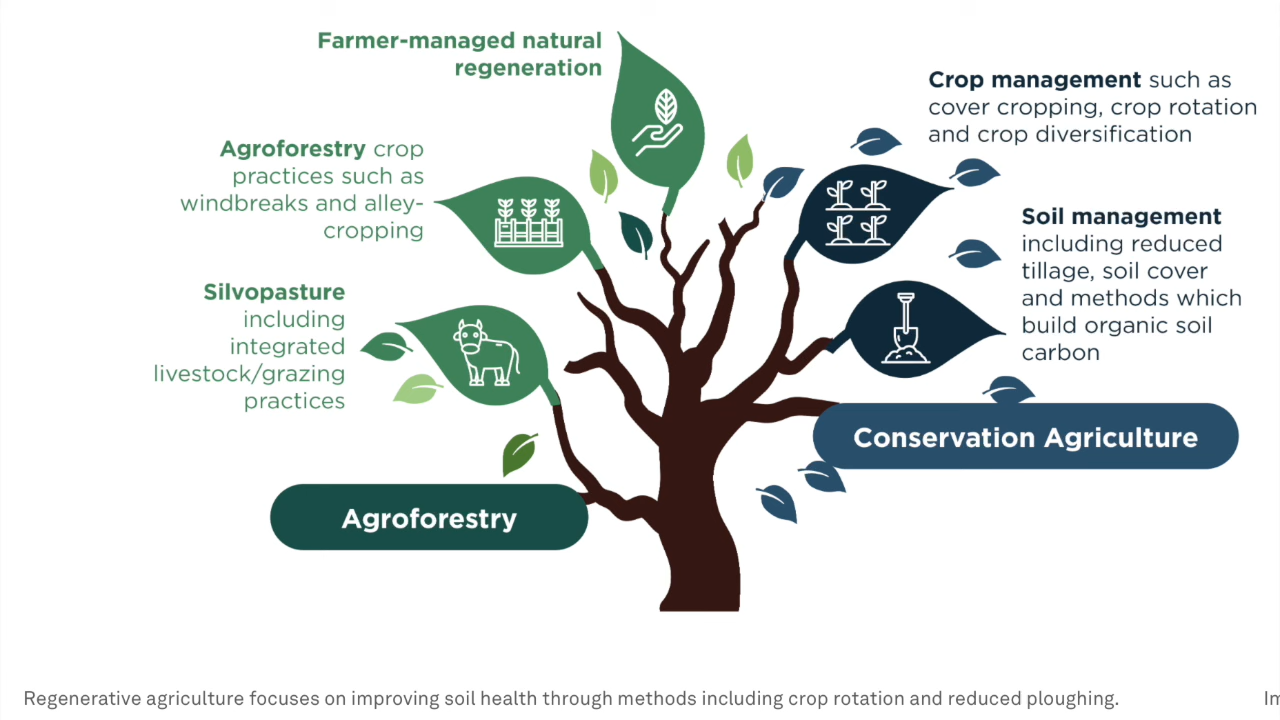 Farmer-managed natural
regeneration
Agroforestry crop
practices such as
windbreaks and alley-
cropping
Silvopasture
including
integrated
livestock/grazing
practices
Agroforestry
Crop management such as
cover cropping, crop rotation
and crop diversification
Soil management
including reduced
tillage, soil cover
and methods which
build organic soil
carbon
Conservation Agriculture
Regenerative agriculture focuses on improving soil health through methods including crop rotation and reduced ploughing.